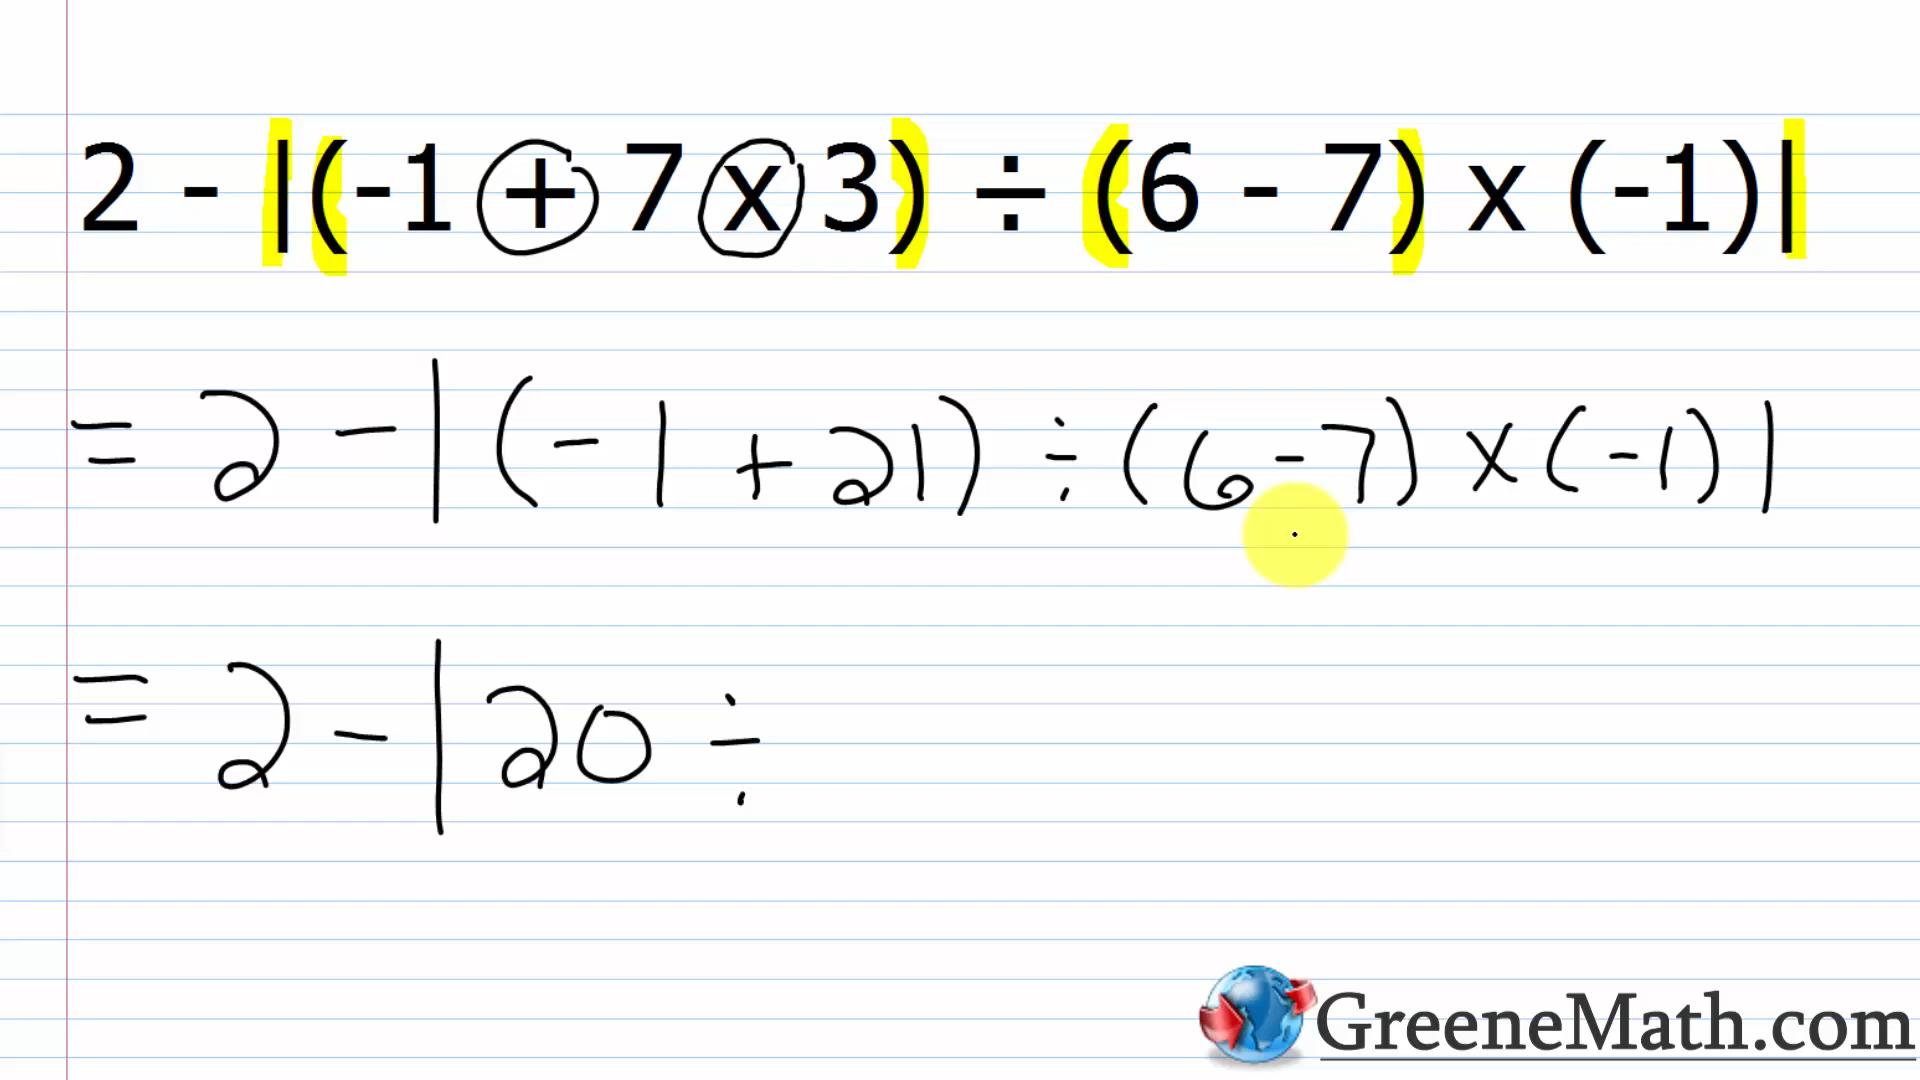 2 - |(-1 + 7 x 3) ÷ (6 - 7) x (-1)|
= 2 - |(-1 + 21) ÷ (6 - 7) x (-1)|
= 2 - |20 ÷
GreeneMath.com